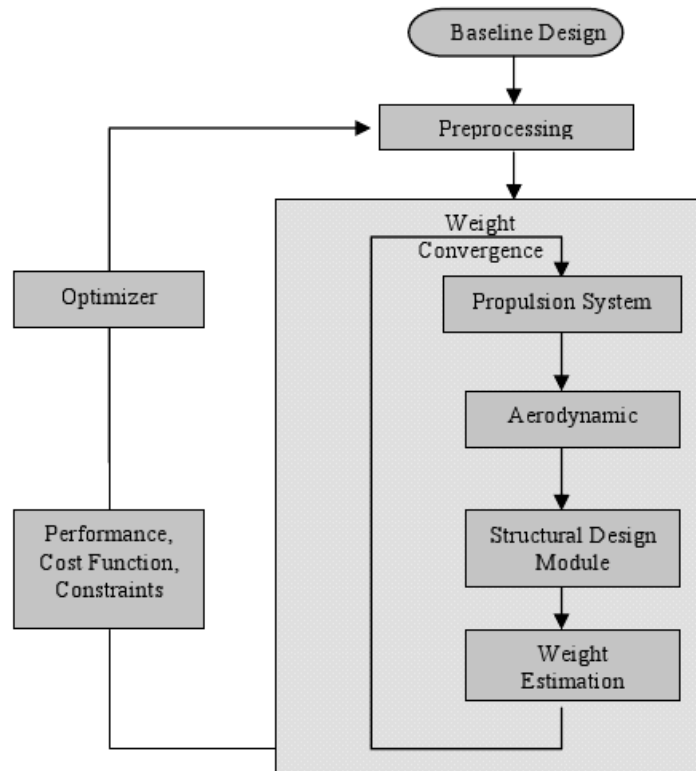 Baseline Design
Preprocessing
Weight
Convergence
Propulsion System
Optimizer
Aerodynamic
Performance,
Cost Function,
Constraints
Structural Design
Module
Weight
Estimation